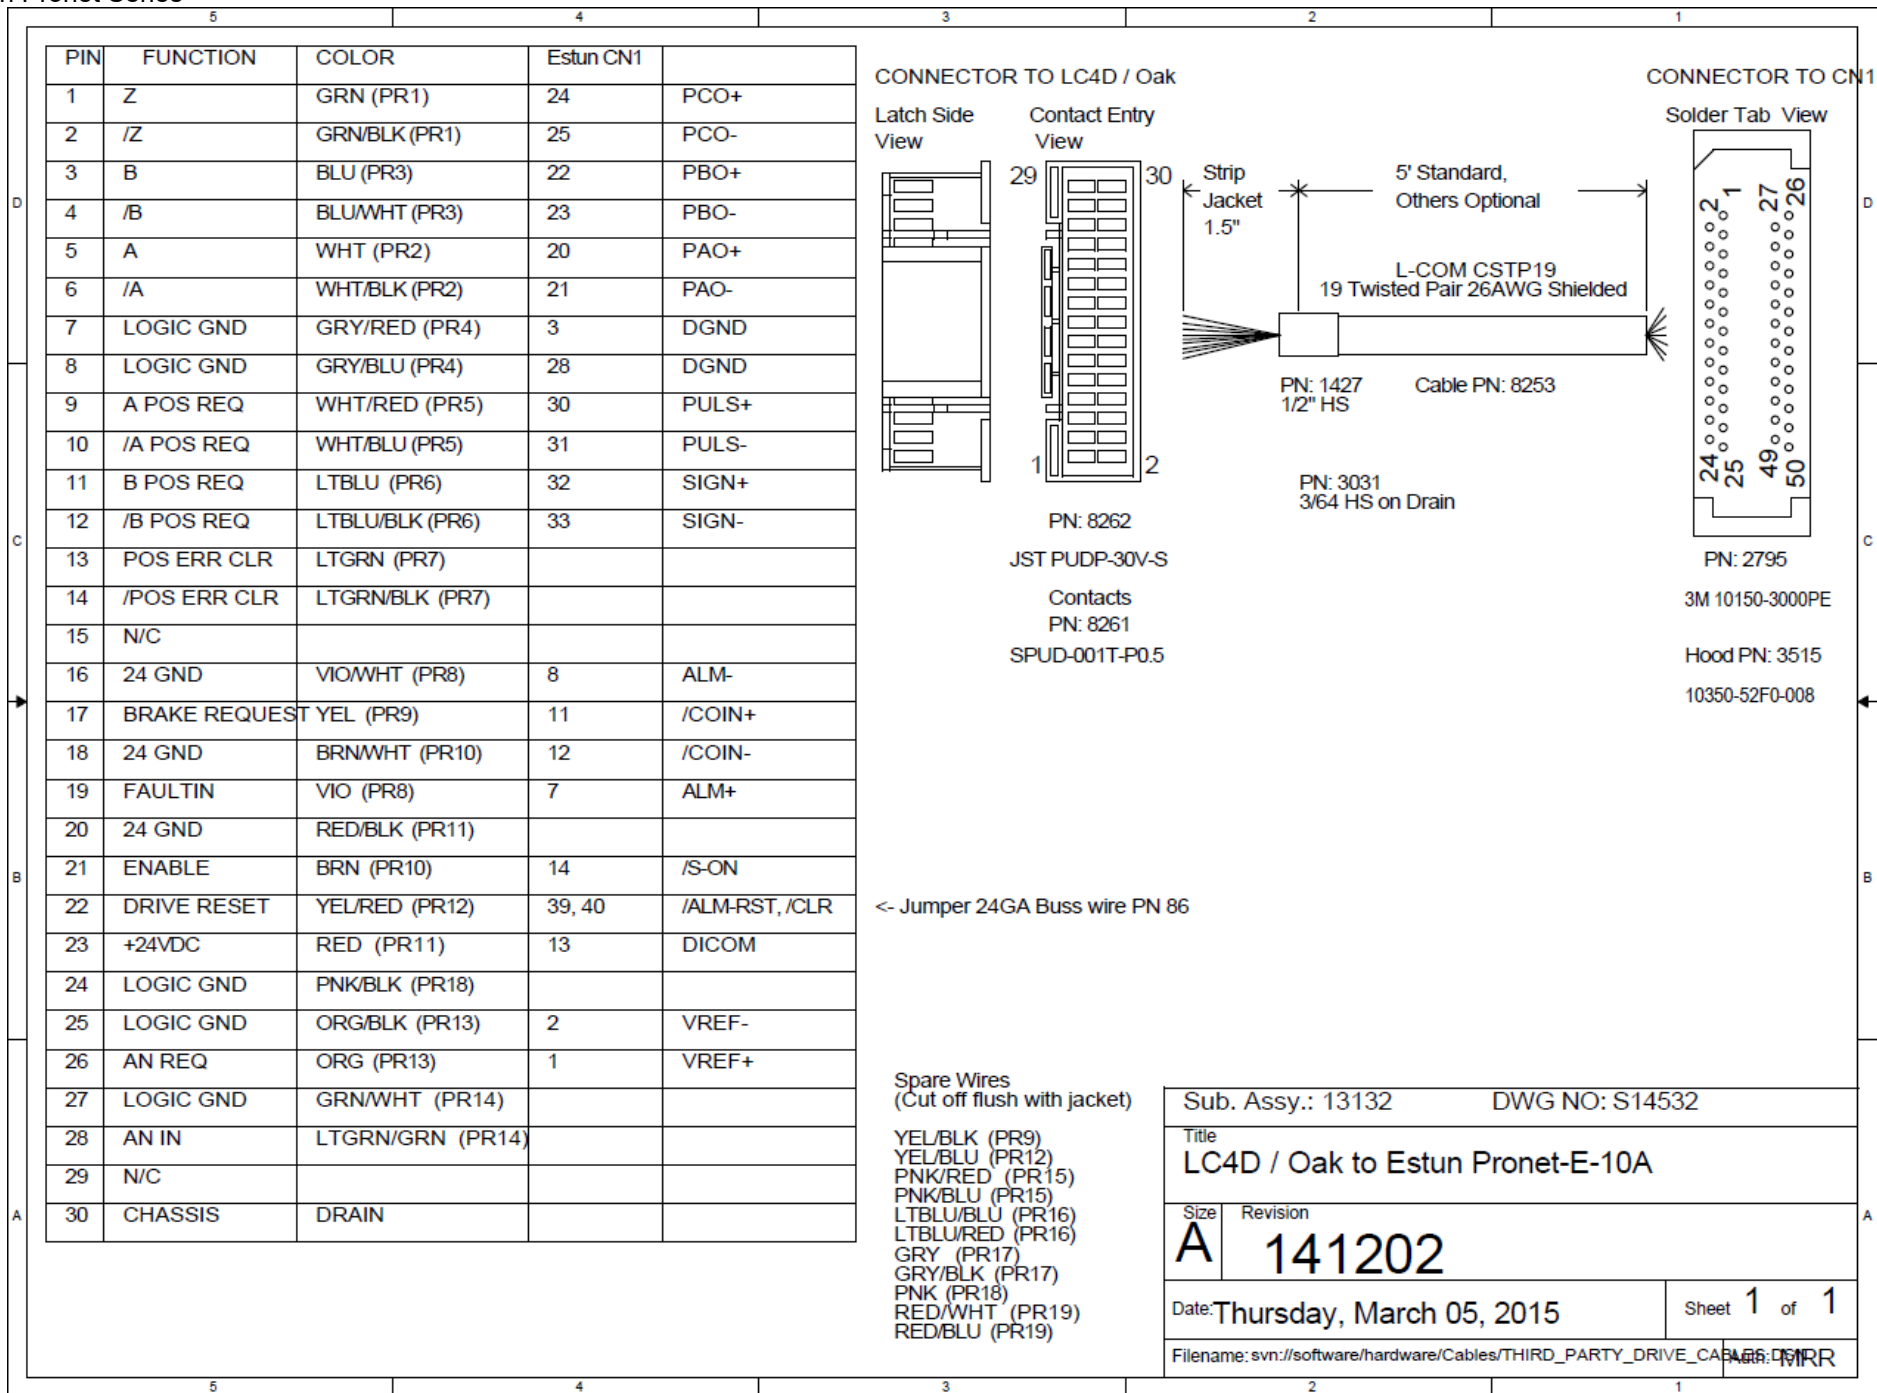 5 4 3 2 1
PIN FUNCTION COLOR Estun CN1
1 Z GRN (PR1) 24 PCO+
2 /Z GRN/BLK (PR1) 25 PCO-
3 B BLU (PR3) 22 PBO+
4 /B BLU/WHT (PR3) 23 PBO-
5 A WHT (PR2) 20 PAO+
6 /A WHT/BLK (PR2) 21 PAO-
7 LOGIC GND GRY/RED (PR4) 3 DGND
8 LOGIC GND GRY/BLU (PR4) 28 DGND
9 A POS REQ WHT/RED (PR5) 30 PULS+
10 /A POS REQ WHT/BLU (PR5) 31 PULS-
11 B POS REQ LTBLU (PR6) 32 SIGN+
12 /B POS REQ LTBLU/BLK (PR6) 33 SIGN-
13 POS ERR CLR LTGRN (PR7)
14 /POS ERR CLR LTGRN/BLK (PR7)
15 N/C
16 24 GND VIO/WHT (PR8) 8 ALM-
17 BRAKE REQUEST YEL (PR9) 11 /COIN+
18 24 GND BRN/WHT (PR10) 12 /COIN-
19 FAULTIN VIO (PR8) 7 ALM+
20 24 GND RED/BLK (PR11)
21 ENABLE BRN (PR10) 14 /S-ON
22 DRIVE RESET YEL/RED (PR12) 39, 40 /ALM-RST, /CLR <- Jumper 24GA Buss wire PN 86
23 +24VDC RED (PR11) 13 DICOM
24 LOGIC GND PNK/BLK (PR18)
25 LOGIC GND ORG/BLK (PR13) 2 VREF-
26 AN REQ ORG (PR13) 1 VREF+
27 LOGIC GND GRN/WHT (PR14)
28 AN IN LTGRN/GRN (PR14)
29 N/C
30 CHASSIS DRAIN
CONNECTOR TO LC4D / Oak
Latch Side
View
Contact Entry
View
29 30
1 2
PN: 8262
JST PUDP-30V-S
Contacts
PN: 8261
SPUD-001T-P0.5
Strip
Jacket
1.5"
5' Standard,
Others Optional
L-COM CSTP19
19 Twisted Pair 26AWG Shielded
PN: 1427
1/2" HS
Cable PN: 8253
PN: 3031
3/64 HS on Drain
CONNECTOR TO CN1
Solder Tab View
2 1 27 26
24 25 49 50
PN: 2795
3M 10150-3000PE
Hood PN: 3515
10350-52F0-008
Spare Wires
(Cut off flush with jacket)
YEL/BLK (PR9)
YEL/BLU (PR12)
PNK/RED (PR15)
PNK/BLU (PR15)
LTBLU/BLU (PR16)
LTBLU/RED (PR16)
GRY (PR17)
GRY/BLK (PR17)
PNK (PR18)
RED/WHT (PR19)
RED/BLU (PR19)
Sub. Assy.: 13132 DWG NO: S14532
Title
LC4D / Oak to Estun Pronet-E-10A
Size Revision
A 141202
Date: Thursday, March 05, 2015 Sheet 1 of 1
Filename: svn://software/hardware/Cables/THIRD_PARTY_DRIVE_CABLES.DSN Auth: MRR
D D
C C
B B
A A
5 4 3 2 1